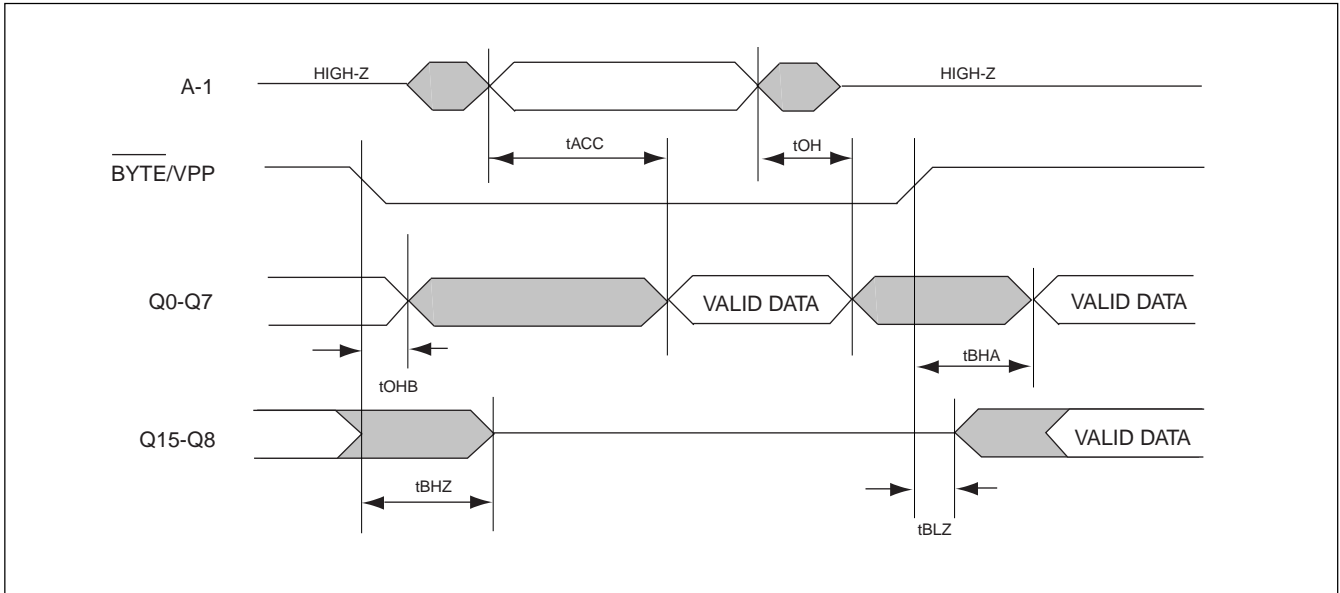 HIGH-Z
HIGH-Z
A-1
tACC
tOH
B̅Y̅T̅E̅/VPP
Q0-Q7
VALID DATA
VALID DATA
tBHA
tOHB
Q15-Q8
VALID DATA
tBHZ
tBLZ